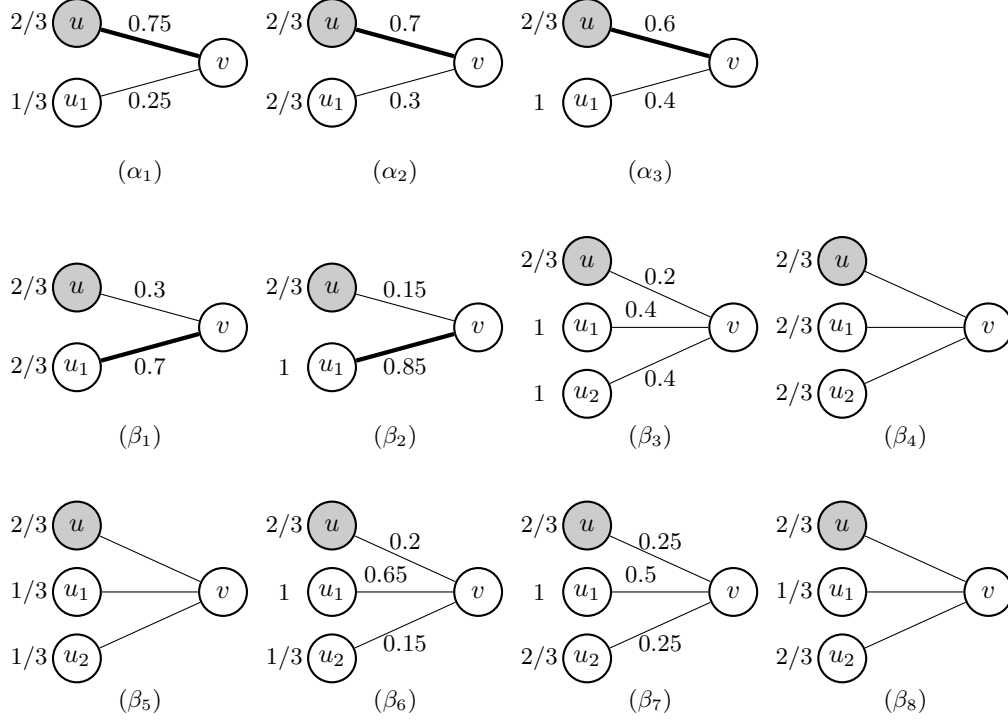 2/3 u 0.75 v
1/3 u₁ 0.25
(α₁)
2/3 u 0.7 v
2/3 u₁ 0.3
(α₂)
2/3 u 0.6 v
1 u₁ 0.4
(α₃)
2/3 u 0.3 v
2/3 u₁ 0.7
(β₁)
2/3 u 0.15 v
1 u₁ 0.85
(β₂)
2/3 u 0.2
1 u₁ 0.4 v
1 u₂ 0.4
(β₃)
2/3 u
2/3 u₁ v
2/3 u₂
(β₄)
2/3 u
1/3 u₁ v
1/3 u₂
(β₅)
2/3 u 0.2
1 u₁ 0.65 v
1/3 u₂ 0.15
(β₆)
2/3 u 0.25
1 u₁ 0.5 v
2/3 u₂ 0.25
(β₇)
2/3 u
1/3 u₁ v
2/3 u₂
(β₈)